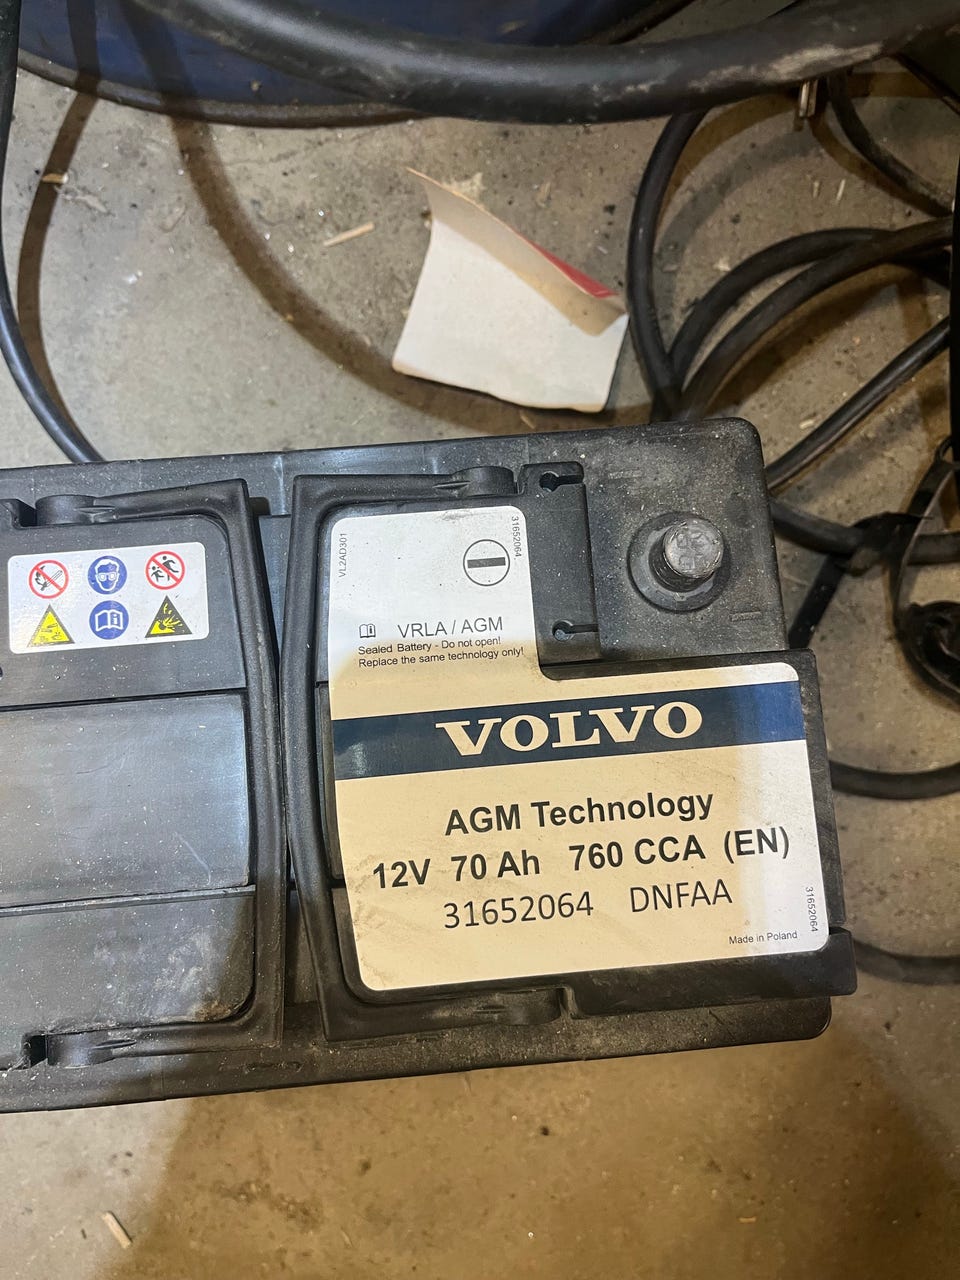 VL2AD301
31652064
VRLA / AGM
Sealed Battery - Do not open!
Replace the same technology only!
VOLVO
AGM Technology
12V 70 Ah 760 CCA (EN)
31652064 DNFAA
31652064
Made in Poland